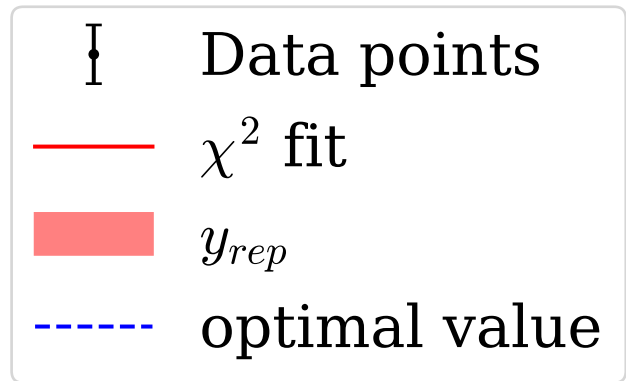 Data points
χ² fit
y_rep
optimal value